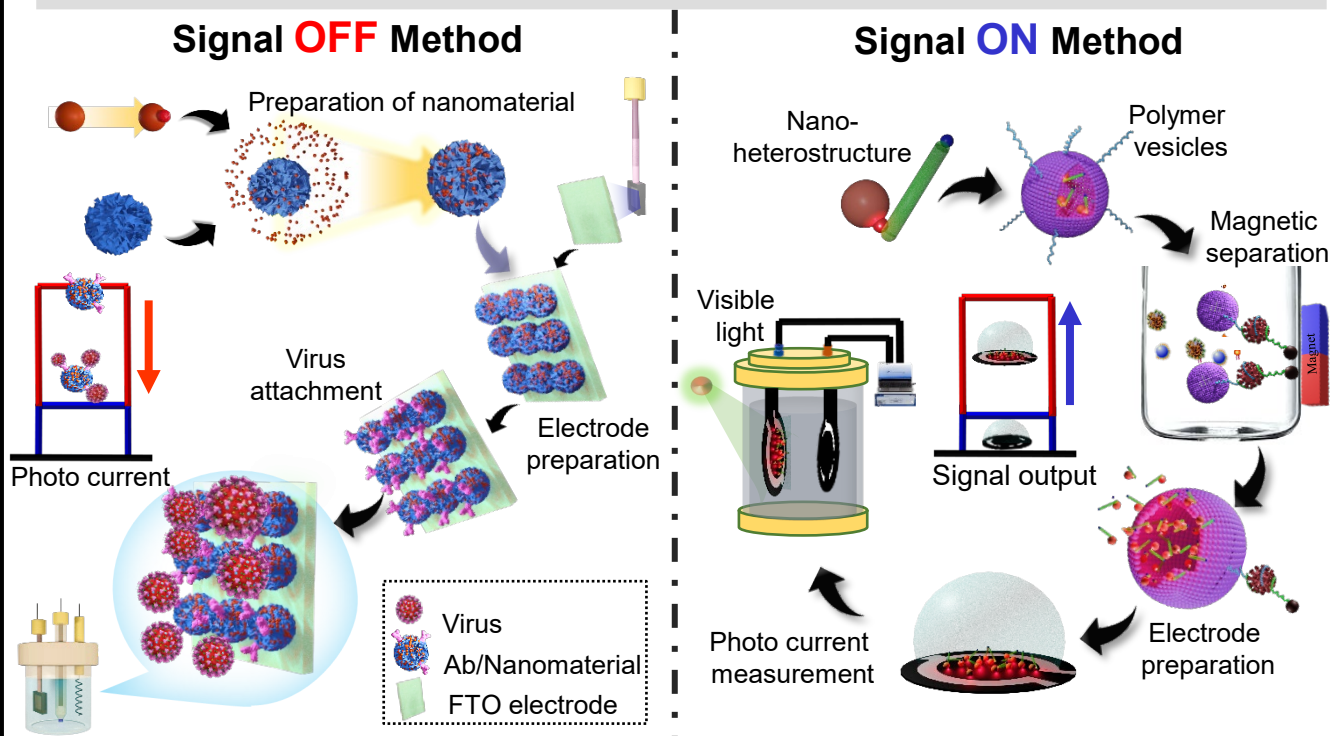 Signal OFF Method
Preparation of nanomaterial
Virus
attachment
Electrode
preparation
Photo current
Virus
Ab/Nanomaterial
FTO electrode
Signal ON Method
Nano-
heterostructure
Polymer
vesicles
Magnetic
separation
Visible
light
Magnet
Signal output
Photo current
measurement
Electrode
preparation